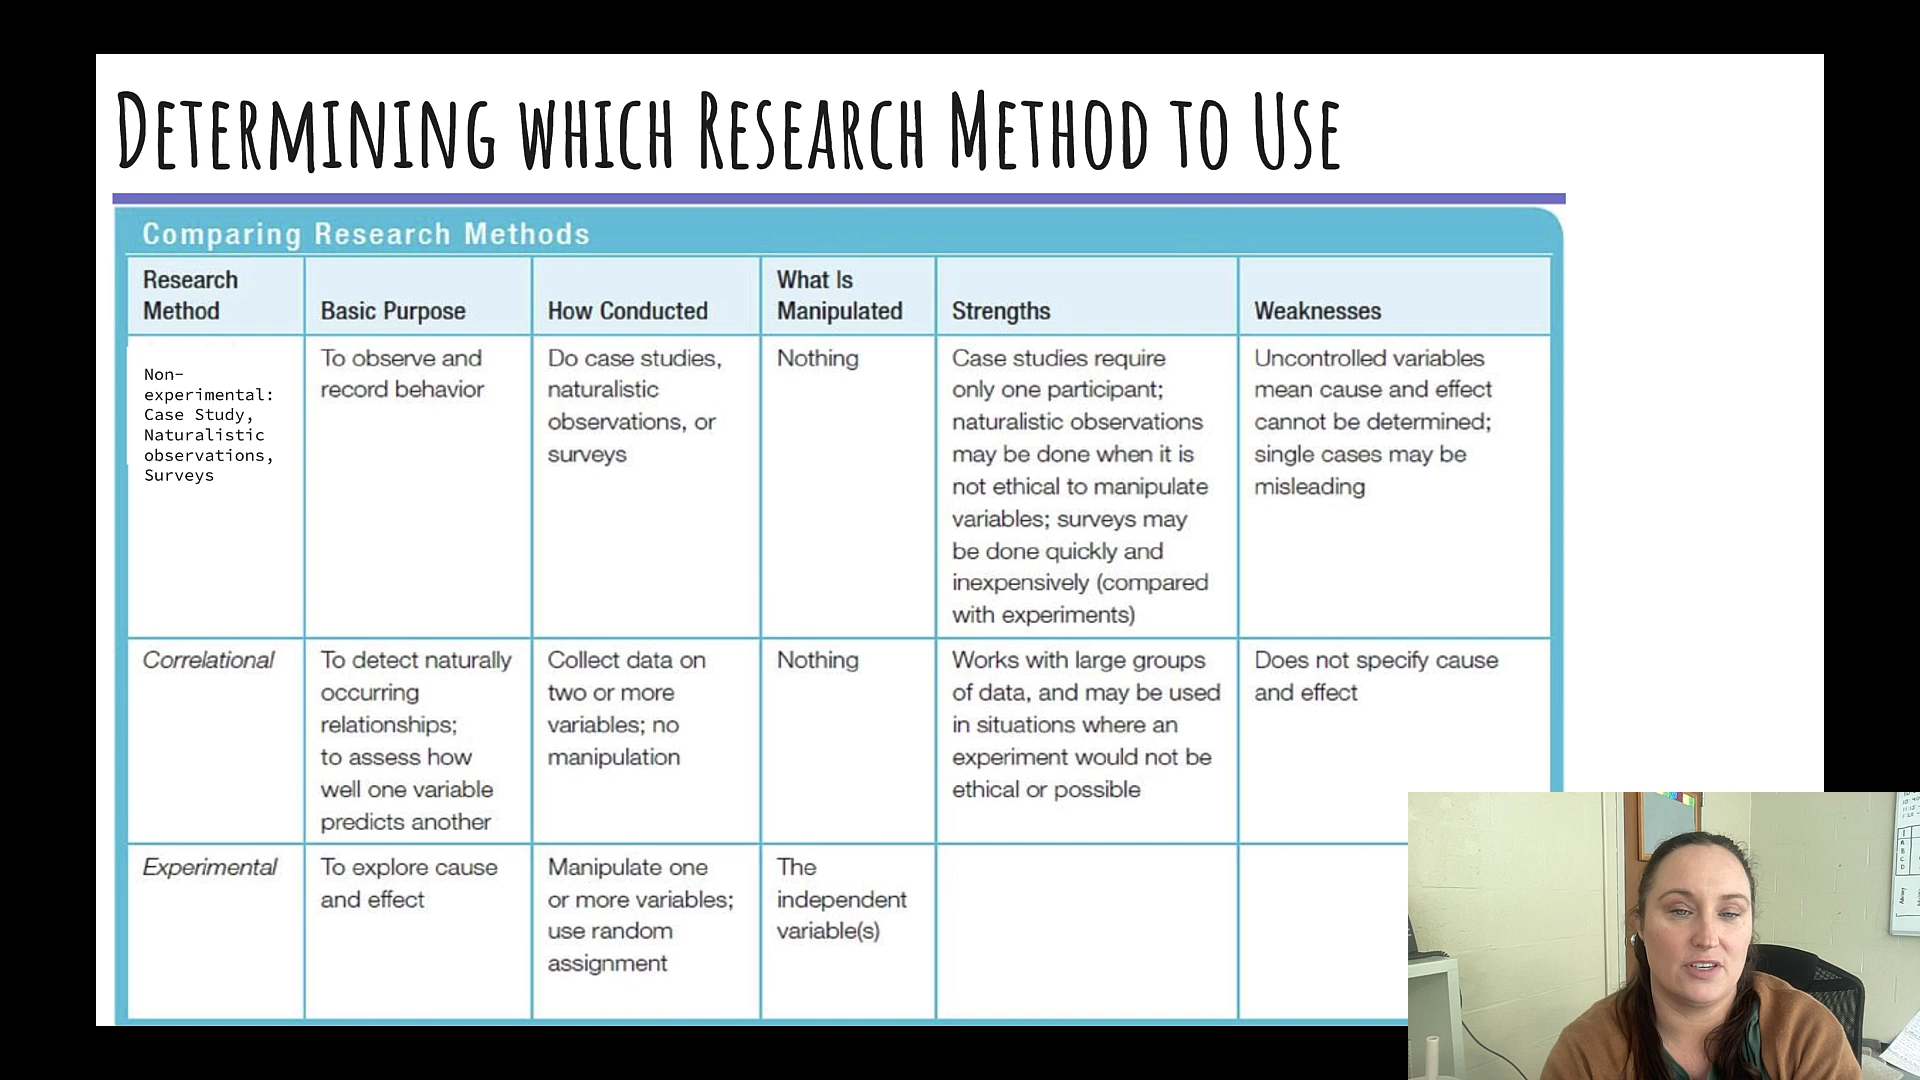 Determining which Research Method to Use
Comparing Research Methods
Research
Method
Basic Purpose
How Conducted
What Is
Manipulated
Strengths
Weaknesses
Non-
experimental:
Case Study,
Naturalistic
observations,
Surveys
To observe and
record behavior
Do case studies,
naturalistic
observations, or
surveys
Nothing
Case studies require
only one participant;
naturalistic observations
may be done when it is
not ethical to manipulate
variables; surveys may
be done quickly and
inexpensively (compared
with experiments)
Uncontrolled variables
mean cause and effect
cannot be determined;
single cases may be
misleading
Correlational
To detect naturally
occurring
relationships;
to assess how
well one variable
predicts another
Collect data on
two or more
variables; no
manipulation
Nothing
Works with large groups
of data, and may be used
in situations where an
experiment would not be
ethical or possible
Does not specify cause
and effect
Experimental
To explore cause
and effect
Manipulate one
or more variables;
use random
assignment
The
independent
variable(s)